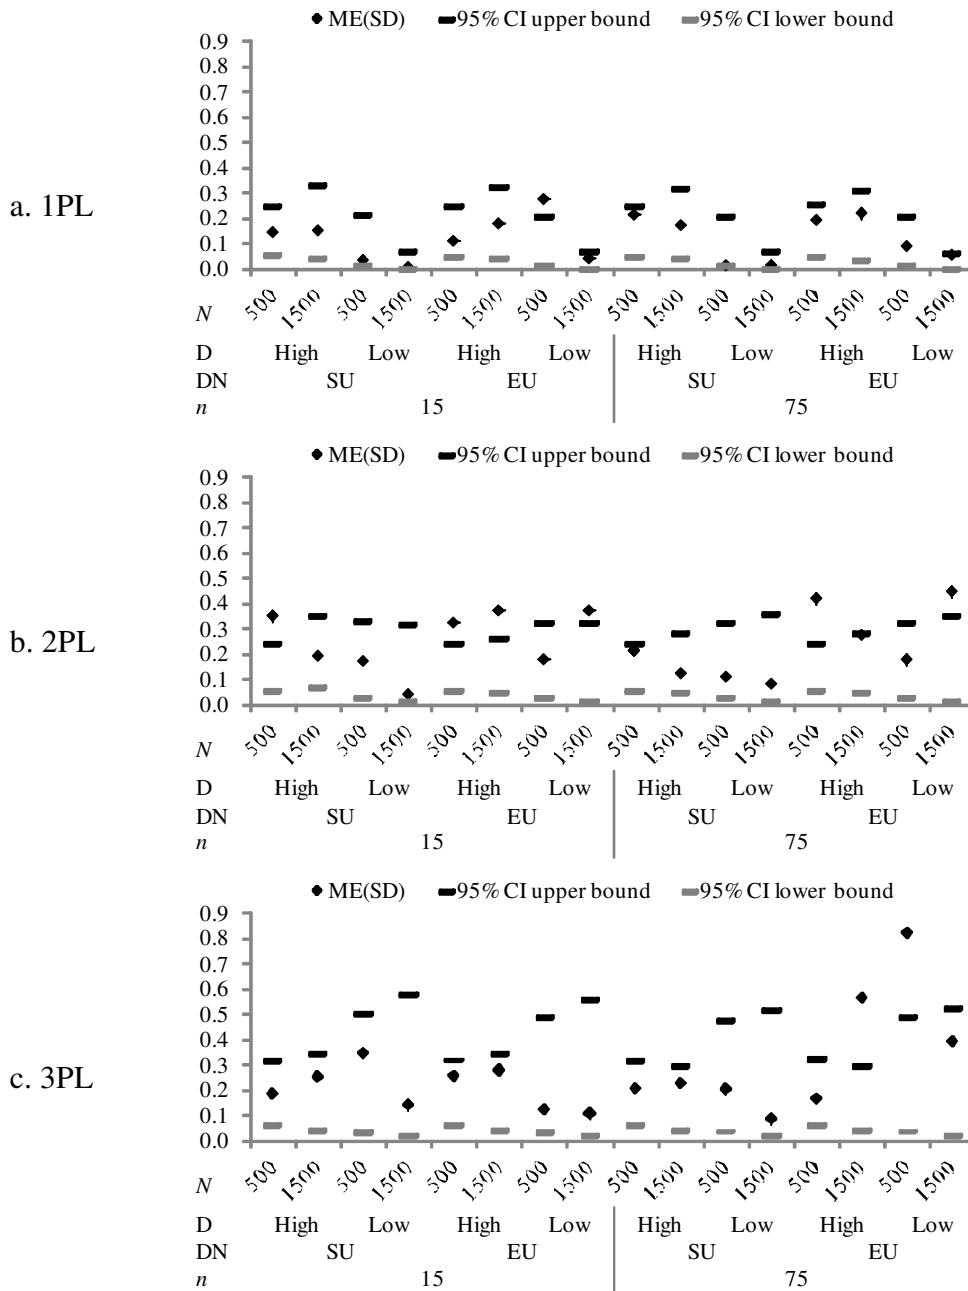 ME(SD) 95% CI upper bound 95% CI lower bound
0.9
0.8
0.7
0.6
0.5
0.4
0.3
0.2
0.1
0.0
a. 1PL
N 500 1500 500 1500 500 1500 500 1500 500 1500 500 1500 500 1500 500 1500
D High Low High Low High Low High Low
DN SU EU SU EU
n 15 75
ME(SD) 95% CI upper bound 95% CI lower bound
0.9
0.8
0.7
0.6
0.5
0.4
0.3
0.2
0.1
0.0
b. 2PL
N 500 1500 500 1500 500 1500 500 1500 500 1500 500 1500 500 1500 500 1500
D High Low High Low High Low High Low
DN SU EU SU EU
n 15 75
ME(SD) 95% CI upper bound 95% CI lower bound
0.9
0.8
0.7
0.6
0.5
0.4
0.3
0.2
0.1
0.0
c. 3PL
N 500 1500 500 1500 500 1500 500 1500 500 1500 500 1500 500 1500 500 1500
D High Low High Low High Low High Low
DN SU EU SU EU
n 15 75